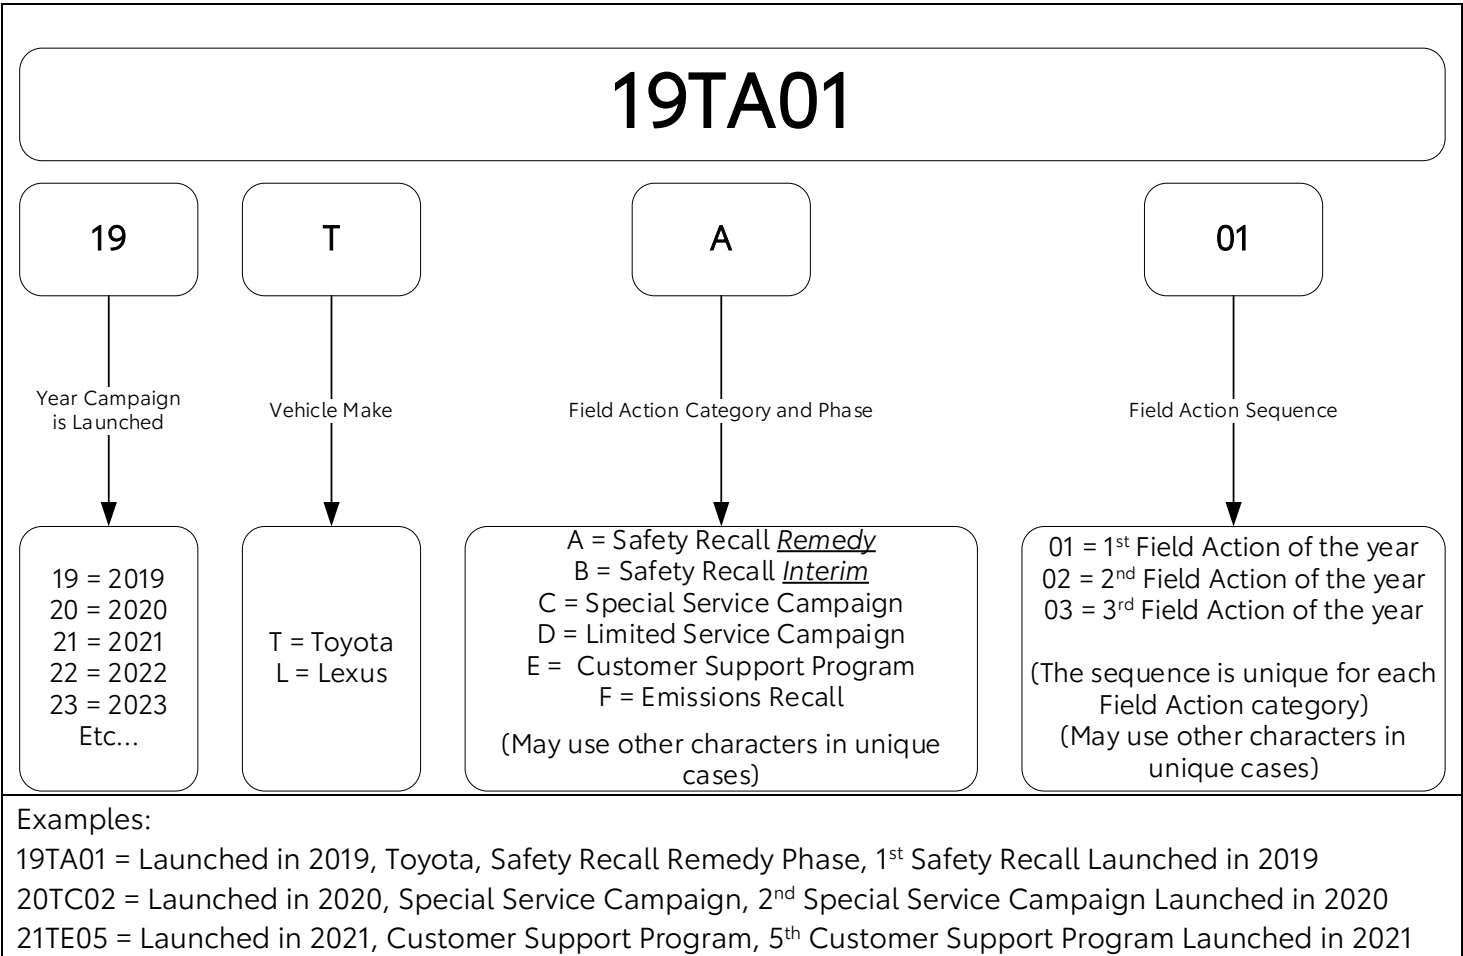 19TA01
19
T
A
01
Year Campaign
is Launched
Vehicle Make
Field Action Category and Phase
Field Action Sequence
19 = 2019
20 = 2020
21 = 2021
22 = 2022
23 = 2023
Etc...
T = Toyota
L = Lexus
A = Safety Recall Remedy
B = Safety Recall Interim
C = Special Service Campaign
D = Limited Service Campaign
E =  Customer Support Program
F = Emissions Recall
(May use other characters in unique
cases)
01 = 1st Field Action of the year
02 = 2nd Field Action of the year
03 = 3rd Field Action of the year
(The sequence is unique for each
Field Action category)
(May use other characters in
unique cases)
Examples:
19TA01 = Launched in 2019, Toyota, Safety Recall Remedy Phase, 1st Safety Recall Launched in 2019
20TC02 = Launched in 2020, Special Service Campaign, 2nd Special Service Campaign Launched in 2020
21TE05 = Launched in 2021, Customer Support Program, 5th Customer Support Program Launched in 2021